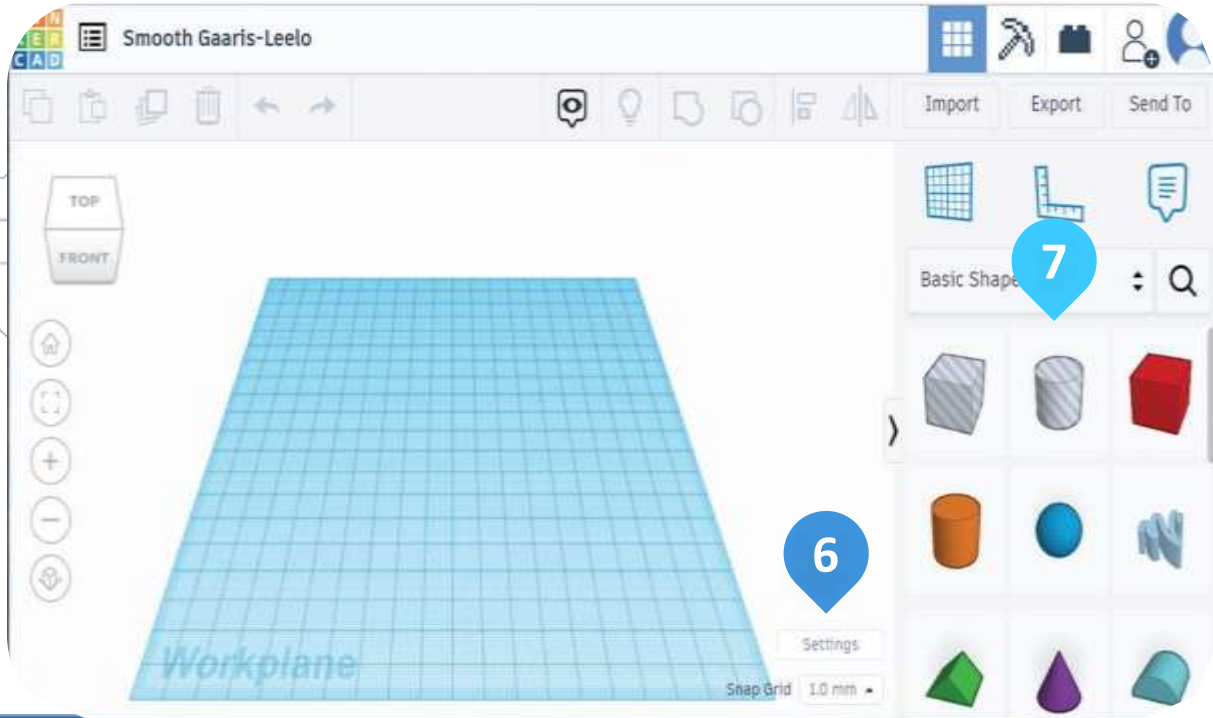 Smooth Gaaris-Leelo
CAD
Import Export Send To
TOP
FRONT
7
Basic Shape
6
Settings
Workplane
Snap Grid 1.0 mm